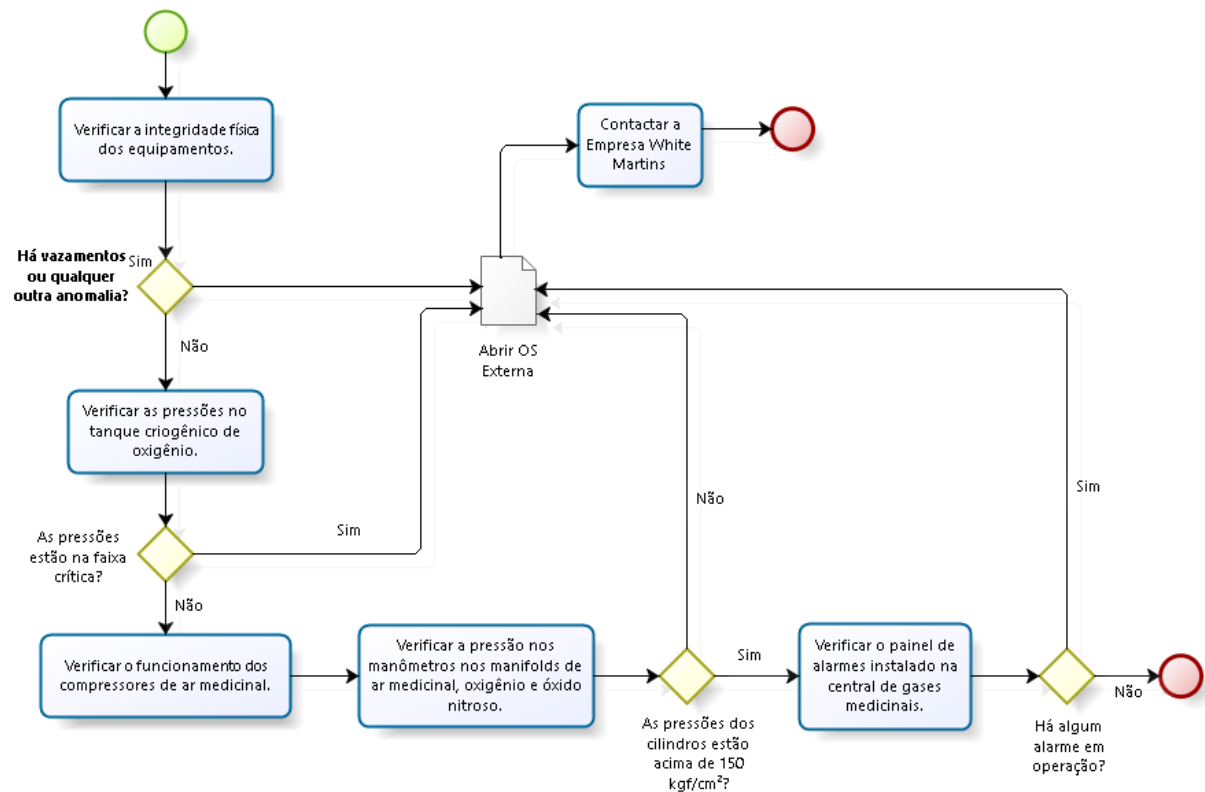 Verificar a integridade física
dos equipamentos.
Contactar a
Empresa White
Martins
Há vazamentos
ou qualquer
outra anomalia?
Sim
Não
Abrir OS
Externa
Verificar as pressões no
tanque criogênico de
oxigênio.
As pressões
estão na faixa
crítica?
Sim
Não
Verificar o funcionamento dos
compressores de ar medicinal.
Verificar a pressão nos
manômetros nos manifolds de
ar medicinal, oxigênio e óxido
nitroso.
As pressões dos
cilindros estão
acima de 150
kgf/cm²?
Não
Sim
Verificar o painel de
alarmes instalado na
central de gases
medicinais.
Há algum
alarme em
operação?
Sim
Não